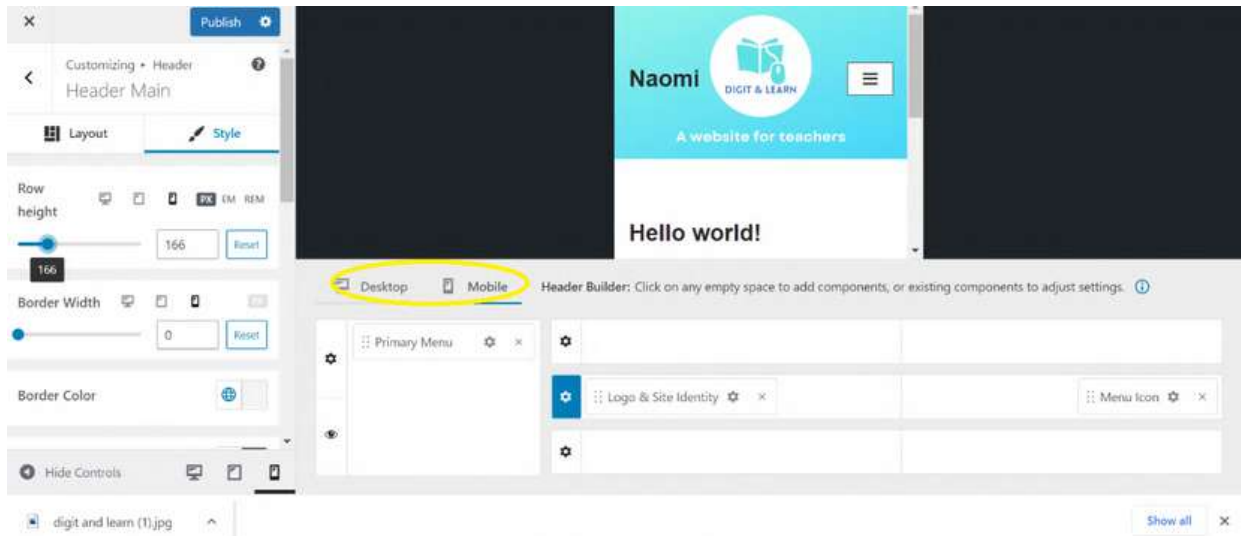 Publish
Customizing • Header
Header Main
Layout
Style
Row height
PX EM REM
166
Reset
166
Border Width
0
Reset
Border Color
Hide Controls
Naomi
DIGIT & LEARN
A website for teachers
Hello world!
Desktop
Mobile
Header Builder: Click on any empty space to add components, or existing components to adjust settings.
Primary Menu
Logo & Site Identity
Menu Icon
digit and learn (1).jpg
Show all